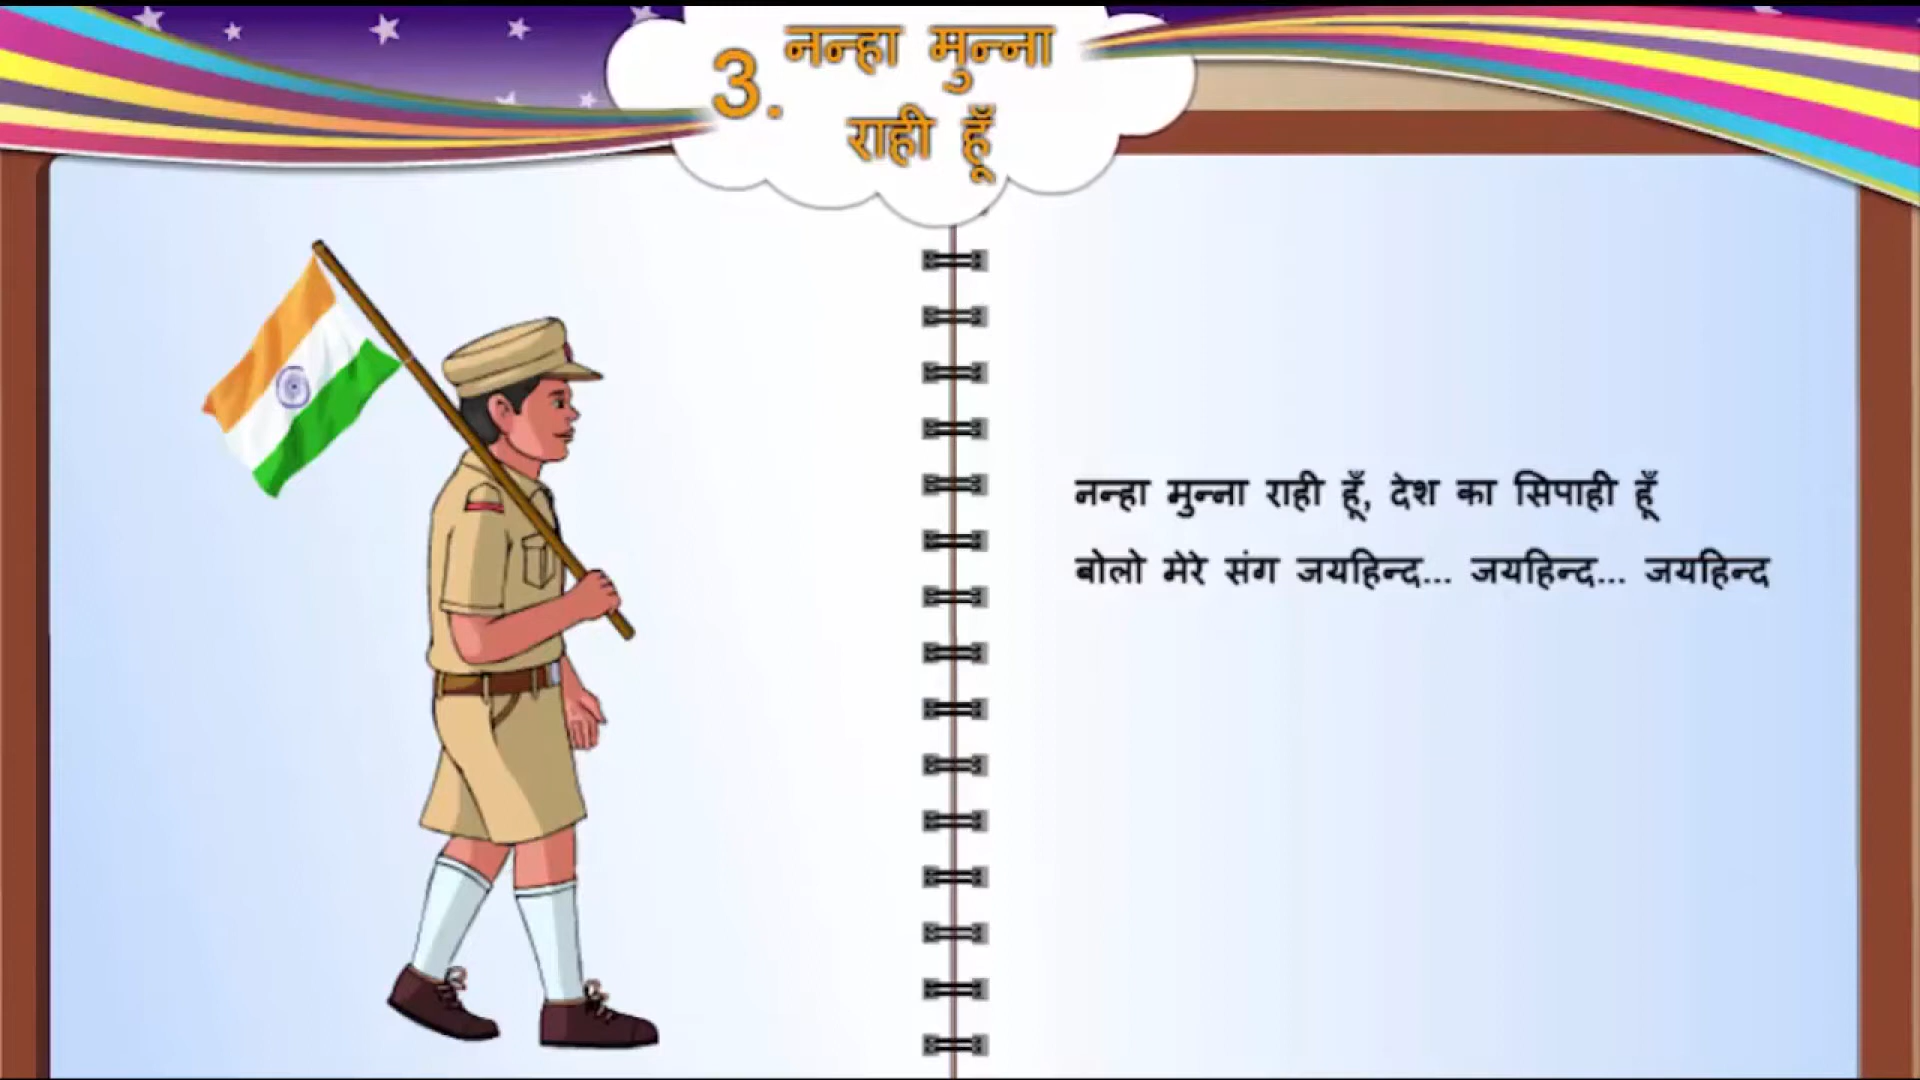 3. नन्हा मुन्ना
राही हूँ
नन्हा मुन्ना राही हूँ, देश का सिपाही हूँ
बोलो मेरे संग जयहिन्द... जयहिन्द... जयहिन्द